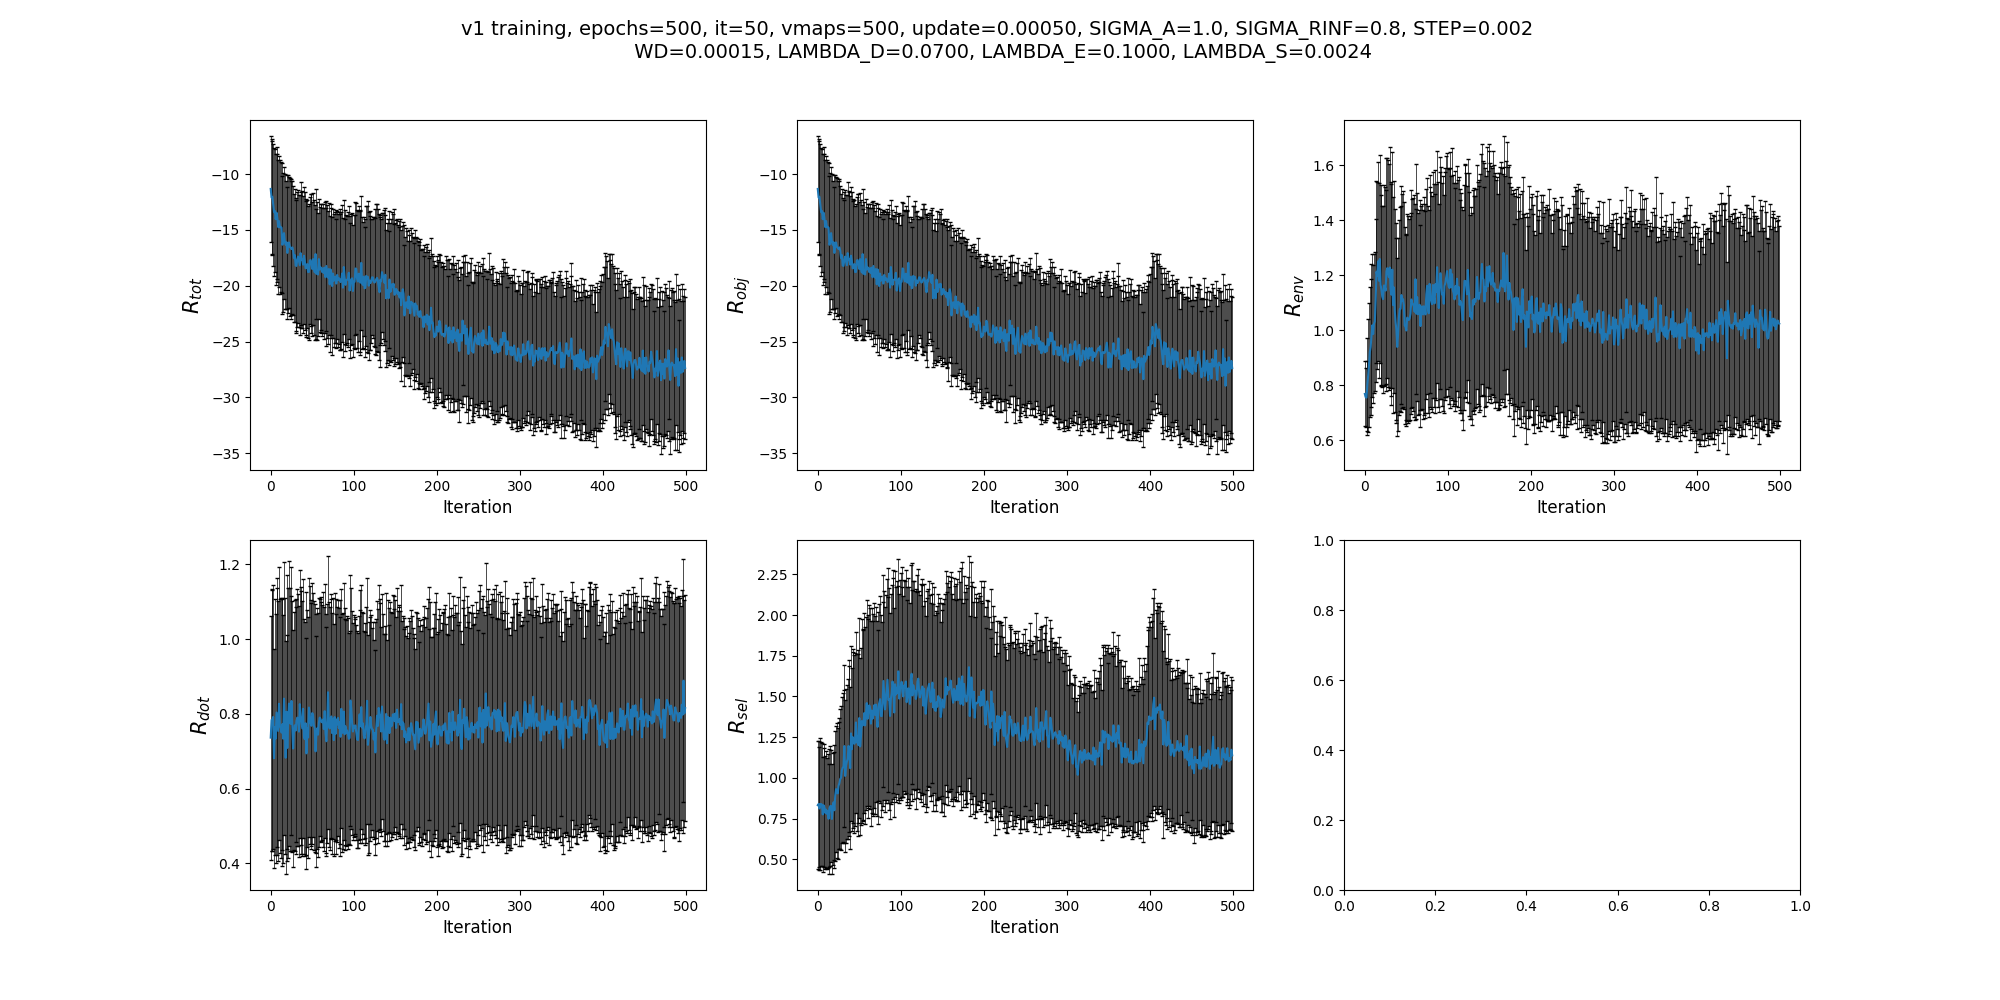 v1 training, epochs=500, it=50, vmaps=500, update=0.00050, SIGMA_A=1.0, SIGMA_RINF=0.8, STEP=0.002
WD=0.00015, LAMBDA_D=0.0700, LAMBDA_E=0.1000, LAMBDA_S=0.0024
R_tot
−10
−15
−20
−25
−30
−35
0 100 200 300 400 500
Iteration
R_obj
−10
−15
−20
−25
−30
−35
0 100 200 300 400 500
Iteration
R_env
1.6
1.4
1.2
1.0
0.8
0.6
0 100 200 300 400 500
Iteration
R_dot
1.2
1.0
0.8
0.6
0.4
0 100 200 300 400 500
Iteration
R_sel
2.25
2.00
1.75
1.50
1.25
1.00
0.75
0.50
0 100 200 300 400 500
Iteration
1.0
0.8
0.6
0.4
0.2
0.0
0.0 0.2 0.4 0.6 0.8 1.0